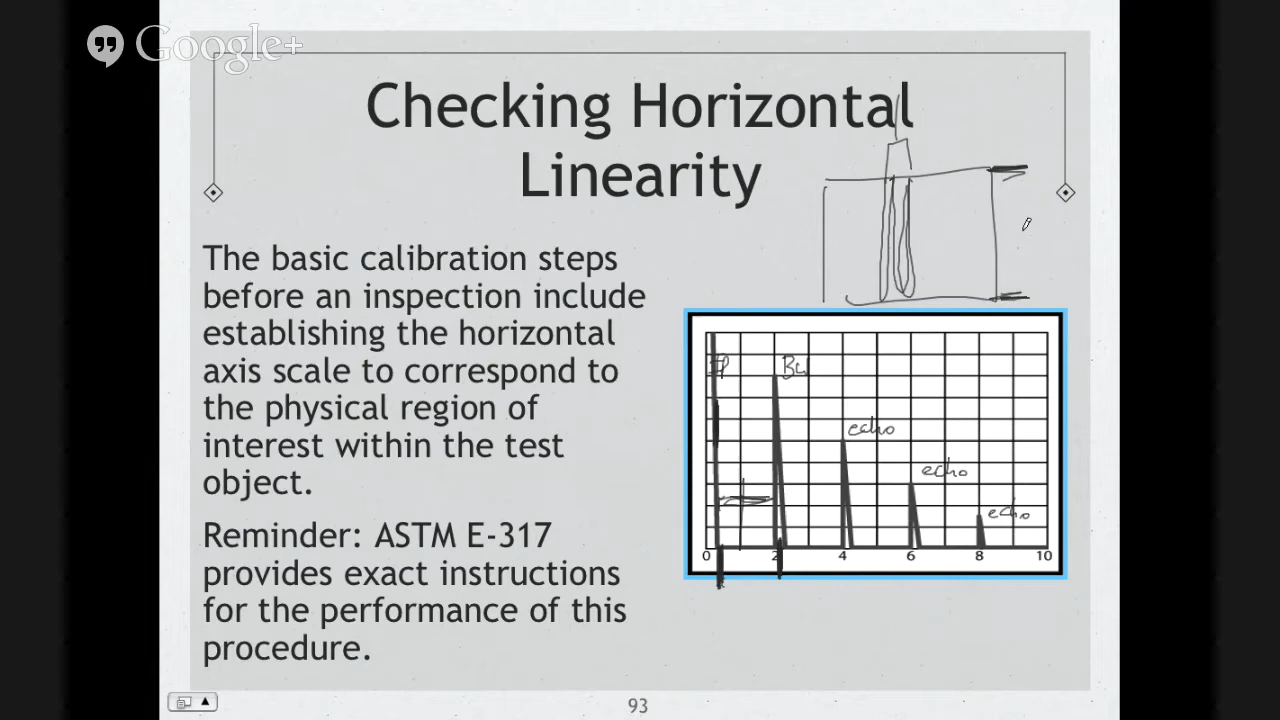 Google+
Checking Horizontal
Linearity
The basic calibration steps
before an inspection include
establishing the horizontal
axis scale to correspond to
the physical region of
interest within the test
object.
Reminder: ASTM E-317
provides exact instructions
for the performance of this
procedure.
IP
echo
echo
echo
0 2 4 6 8 10
93